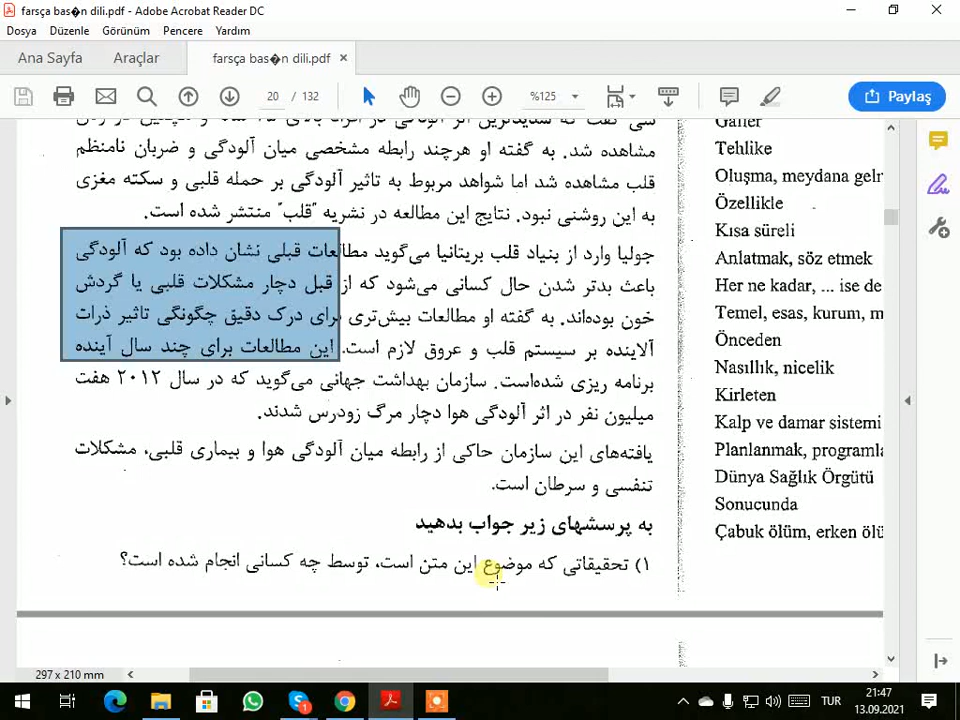 farsça bas�n dili.pdf - Adobe Acrobat Reader DC
Dosya Düzenle Görünüm Pencere Yardım
Ana Sayfa Araçlar farsça bas�n dili.pdf ×
20 / 132 %125 Paylaş
مشاهده شد. به گفته او هرچند رابطه مشخصی میان آلودگی و ضربان نامنظم
قلب مشاهده شد اما شواهد مربوط به تاثیر آلودگی بر حمله قلبی و سکته مغزی
به این روشنی نبود. نتایج این مطالعه در نشریه "قلب" منتشر شده است.
جولیا وارد از بنیاد قلب بریتانیا می‌گوید مطالعات قبلی نشان داده بود که آلودگی
باعث بدتر شدن حال کسانی می‌شود که از قبل دچار مشکلات قلبی یا گردش
خون بوده‌اند. به گفته او مطالعات بیش‌تری برای درک دقیق چگونگی تاثیر ذرات
آلاینده بر سیستم قلب و عروق لازم است. این مطالعات برای چند سال آینده
برنامه ریزی شده‌است. سازمان بهداشت جهانی می‌گوید که در سال ۲۰۱۲ هفت
میلیون نفر در اثر آلودگی هوا دچار مرگ زودرس شدند.
یافته‌های این سازمان حاکی از رابطه میان آلودگی هوا و بیماری قلبی، مشکلات
تنفسی و سرطان است.
به پرسشهای زیر جواب بدهید
۱) تحقیقاتی که موضوع این متن است، توسط چه کسانی انجام شده است؟
Galler
Tehlike
Oluşma, meydana gelm
Özellikle
Kısa süreli
Anlatmak, söz etmek
Her ne kadar, ... ise de
Temel, esas, kurum, m
Önceden
Nasıllık, nicelik
Kirleten
Kalp ve damar sistemi
Planlanmak, programla
Dünya Sağlık Örgütü
Sonucunda
Çabuk ölüm, erken ölü
297 x 210 mm
TUR 21:47
13.09.2021